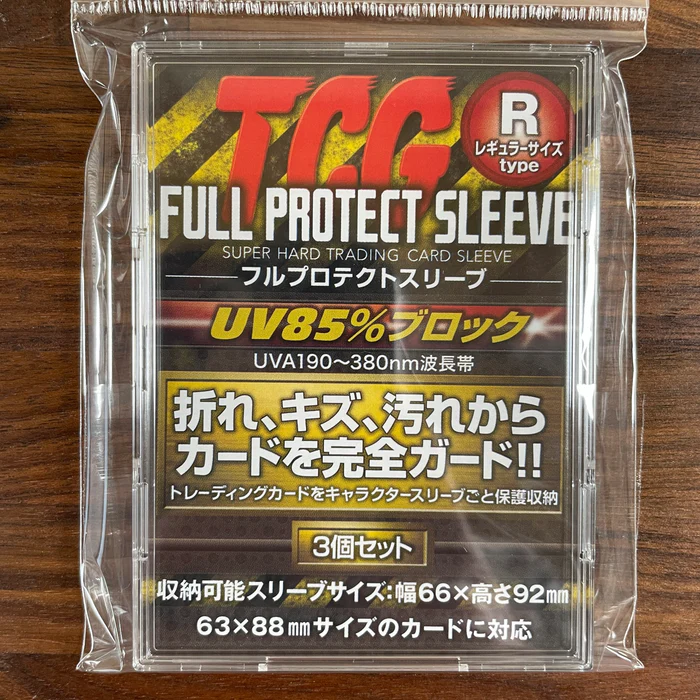 TCG
R
レギュラーサイズ
type
FULL PROTECT SLEEVE
SUPER HARD TRADING CARD SLEEVE
フルプロテクトスリーブ
UV85%ブロック
UVA190～380nm波長帯
折れ、キズ、汚れから
カードを完全ガード!!
トレーディングカードをキャラクタースリーブごと保護収納
3個セット
収納可能スリーブサイズ:幅66×高さ92mm
63×88mmサイズのカードに対応